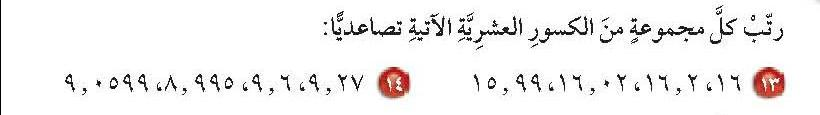 رتّبْ كلَّ مجموعةٍ منَ الكسورِ العشريَّةِ الآتيةِ تصاعديًّا:
١٣ ١٦ ، ١٦,٢ ، ١٦,٠٢ ، ١٥,٩٩ ١٤ ٩,٢٧ ، ٩,٦ ، ٨,٩٩٥ ، ٩,٠٥٩٩